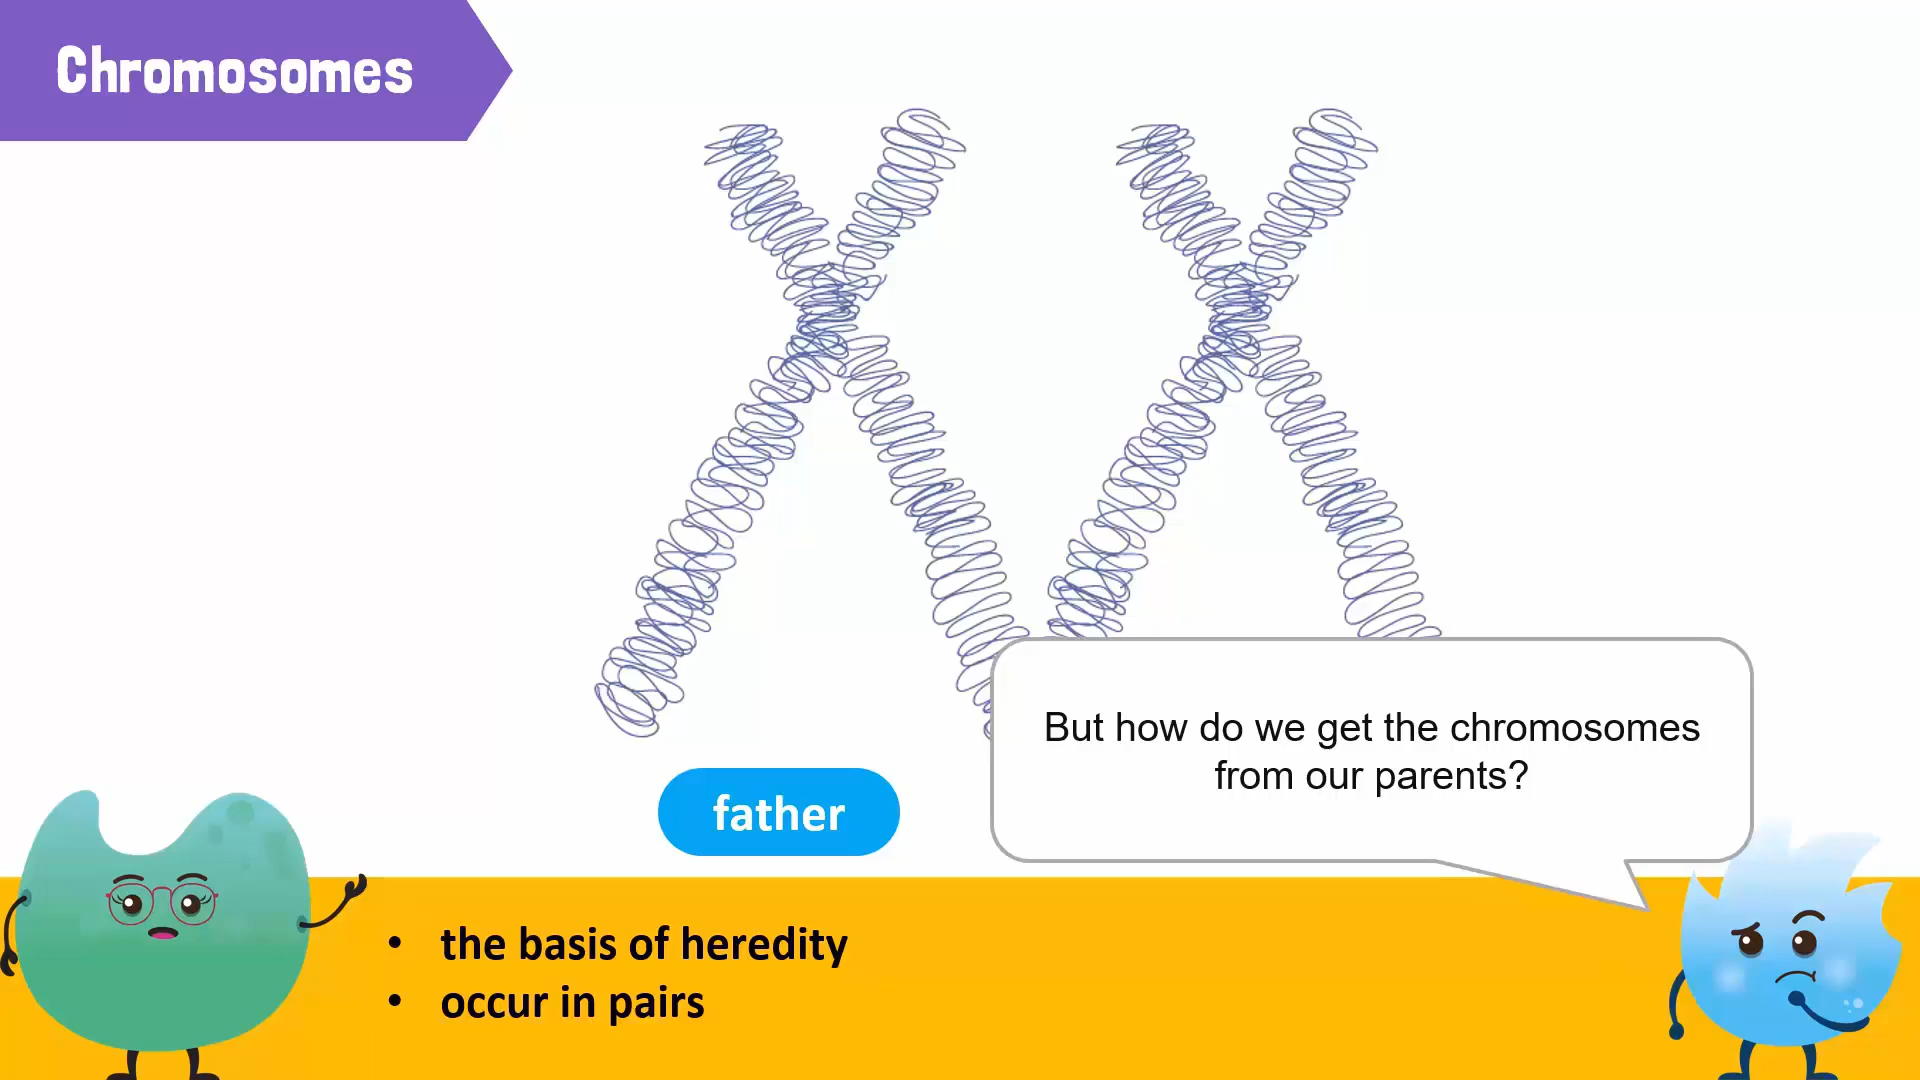 Chromosomes
But how do we get the chromosomes
from our parents?
father
• the basis of heredity
• occur in pairs